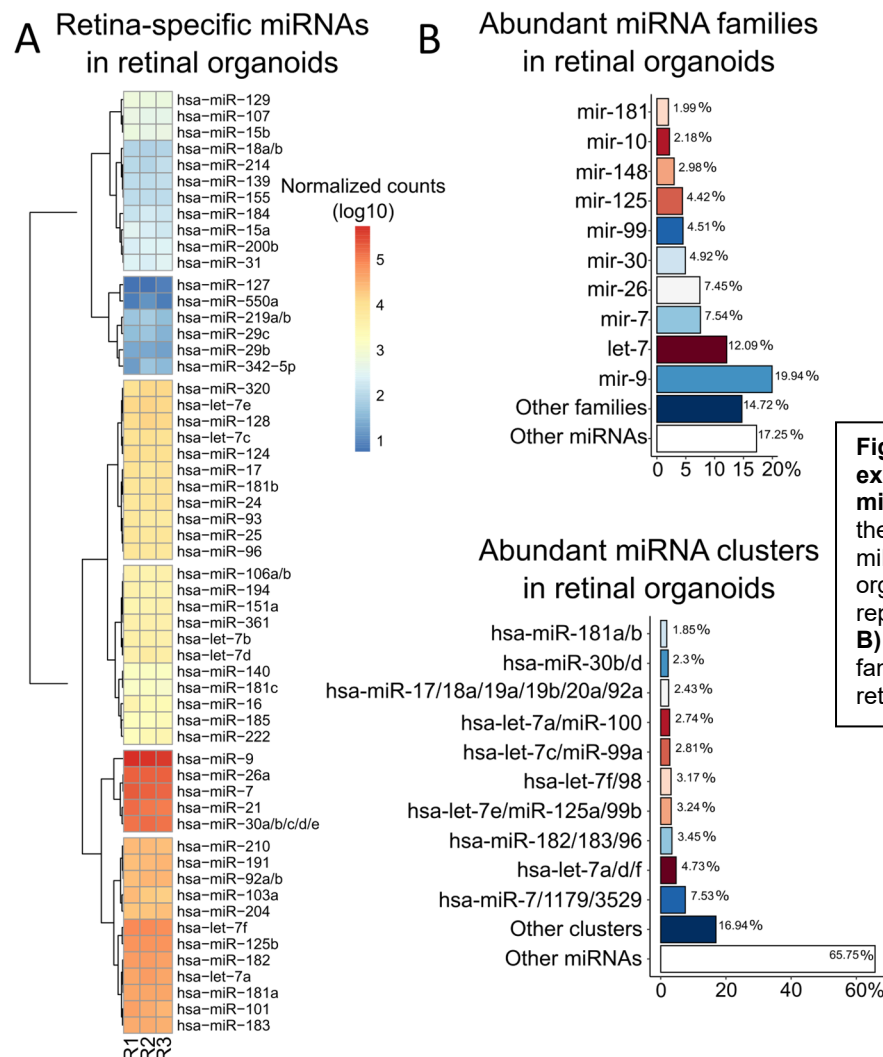 A
Retina-specific miRNAs
in retinal organoids
hsa−miR−129
hsa−miR−107
hsa−miR−15b
hsa−miR−18a/b
hsa−miR−214
hsa−miR−139
hsa−miR−155
hsa−miR−184
hsa−miR−15a
hsa−miR−200b
hsa−miR−31
hsa−miR−127
hsa−miR−550a
hsa−miR−219a/b
hsa−miR−29c
hsa−miR−29b
hsa−miR−342−5p
hsa−miR−320
hsa−let−7e
hsa−miR−128
hsa−let−7c
hsa−miR−124
hsa−miR−17
hsa−miR−181b
hsa−miR−24
hsa−miR−93
hsa−miR−25
hsa−miR−96
hsa−miR−106a/b
hsa−miR−194
hsa−miR−151a
hsa−miR−361
hsa−let−7b
hsa−let−7d
hsa−miR−140
hsa−miR−181c
hsa−miR−16
hsa−miR−185
hsa−miR−222
hsa−miR−9
hsa−miR−26a
hsa−miR−7
hsa−miR−21
hsa−miR−30a/b/c/d/e
hsa−miR−210
hsa−miR−191
hsa−miR−92a/b
hsa−miR−103a
hsa−miR−204
hsa−let−7f
hsa−miR−125b
hsa−miR−182
hsa−let−7a
hsa−miR−181a
hsa−miR−101
hsa−miR−183
R1 R2 R3
Normalized counts
(log10)
5
4
3
2
1
B
Abundant miRNA families
in retinal organoids
mir-181 1.99%
mir-10 2.18%
mir-148 2.98%
mir-125 4.42%
mir-99 4.51%
mir-30 4.92%
mir-26 7.45%
mir-7 7.54%
let-7 12.09%
mir-9 19.94%
Other families 14.72%
Other miRNAs 17.25%
0 5 10 15 20%
Abundant miRNA clusters
in retinal organoids
hsa-miR-181a/b 1.85%
hsa-miR-30b/d 2.3%
hsa-miR-17/18a/19a/19b/20a/92a 2.43%
hsa-let-7a/miR-100 2.74%
hsa-let-7c/miR-99a 2.81%
hsa-let-7f/98 3.17%
hsa-let-7e/miR-125a/99b 3.24%
hsa-miR-182/183/96 3.45%
hsa-let-7a/d/f 4.73%
hsa-miR-7/1179/3529 7.53%
Other clusters 16.94%
Other miRNAs 65.75%
0 20 40 60%
Fig
ex
mi
the
mi
org
rep
B)
fam
ret